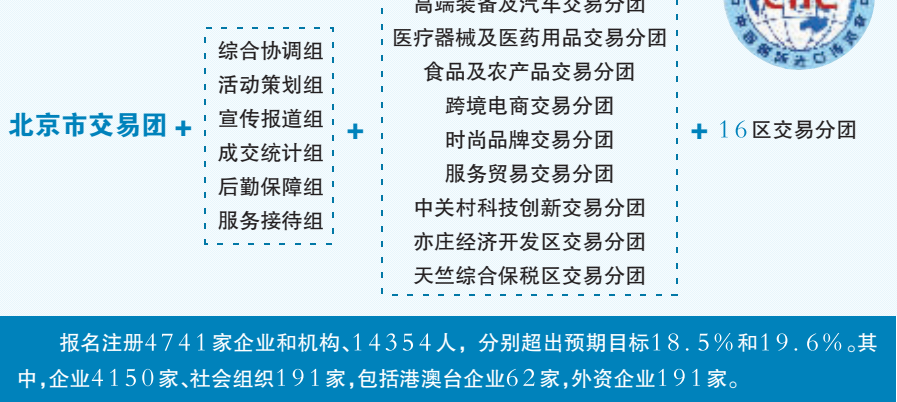 高端装备及汽车交易分团
医疗器械及医药用品交易分团
食品及农产品交易分团
跨境电商交易分团
时尚品牌交易分团
服务贸易交易分团
中关村科技创新交易分团
亦庄经济开发区交易分团
天竺综合保税区交易分团
综合协调组
活动策划组
宣传报道组
成交统计组
后勤保障组
服务接待组
北京市交易团 +
+
+ 16区交易分团
报名注册4741家企业和机构、14354人，分别超出预期目标18.5%和19.6%。其
中，企业4150家、社会组织191家，包括港澳台企业62家，外资企业191家。